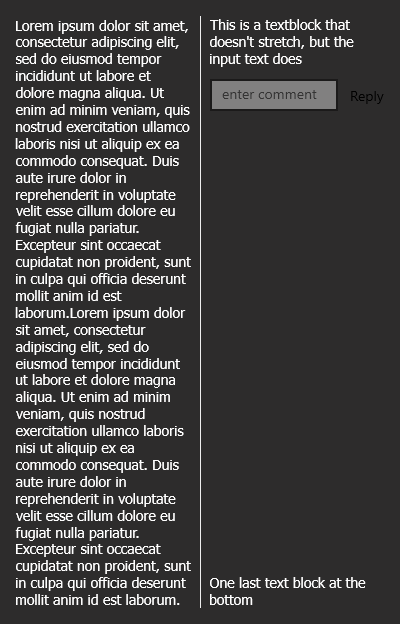 Lorem ipsum dolor sit amet,
consectetur adipiscing elit,
sed do eiusmod tempor
incididunt ut labore et
dolore magna aliqua. Ut
enim ad minim veniam, quis
nostrud exercitation ullamco
laboris nisi ut aliquip ex ea
commodo consequat. Duis
aute irure dolor in
reprehenderit in voluptate
velit esse cillum dolore eu
fugiat nulla pariatur.
Excepteur sint occaecat
cupidatat non proident, sunt
in culpa qui officia deserunt
mollit anim id est
laborum.Lorem ipsum dolor
sit amet, consectetur
adipiscing elit, sed do
eiusmod tempor incididunt
ut labore et dolore magna
aliqua. Ut enim ad minim
veniam, quis nostrud
exercitation ullamco laboris
nisi ut aliquip ex ea
commodo consequat. Duis
aute irure dolor in
reprehenderit in voluptate
velit esse cillum dolore eu
fugiat nulla pariatur.
Excepteur sint occaecat
cupidatat non proident, sunt
in culpa qui officia deserunt
mollit anim id est laborum.
This is a textblock that
doesn't stretch, but the
input text does
enter comment
Reply
One last text block at the
bottom